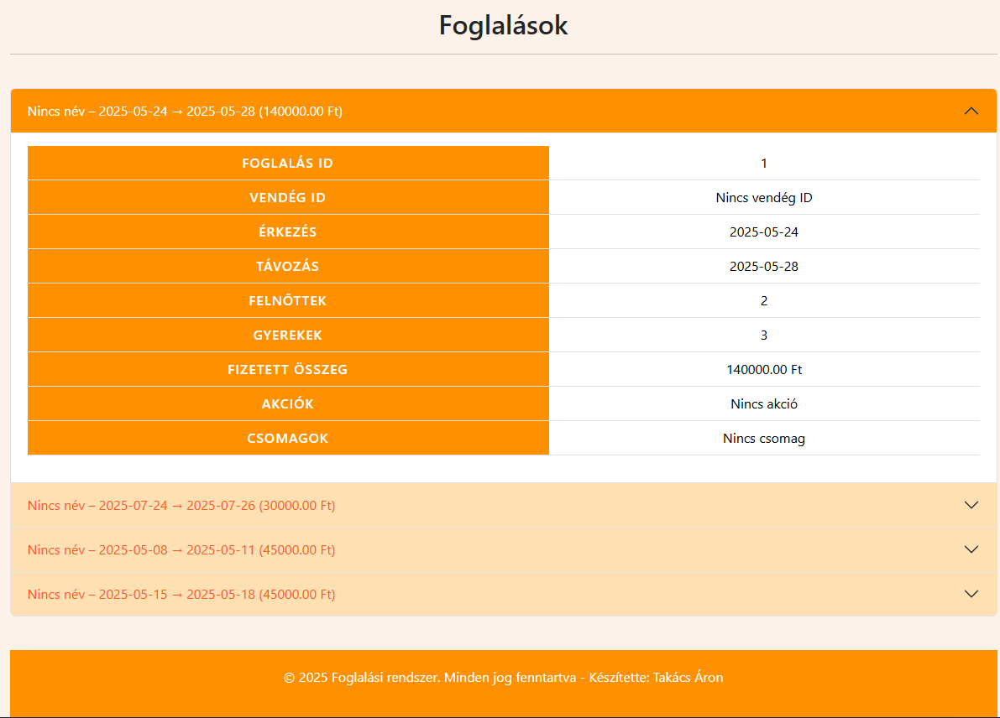 Foglalások
Nincs név – 2025-05-24 → 2025-05-28 (140000.00 Ft)
FOGLALÁS ID 1
VENDÉG ID Nincs vendég ID
ÉRKEZÉS 2025-05-24
TÁVOZÁS 2025-05-28
FELNŐTTEK 2
GYEREKEK 3
FIZETETT ÖSSZEG 140000.00 Ft
AKCIÓK Nincs akció
CSOMAGOK Nincs csomag
Nincs név – 2025-07-24 → 2025-07-26 (30000.00 Ft)
Nincs név – 2025-05-08 → 2025-05-11 (45000.00 Ft)
Nincs név – 2025-05-15 → 2025-05-18 (45000.00 Ft)
© 2025 Foglalási rendszer. Minden jog fenntartva - Készítette: Takács Áron